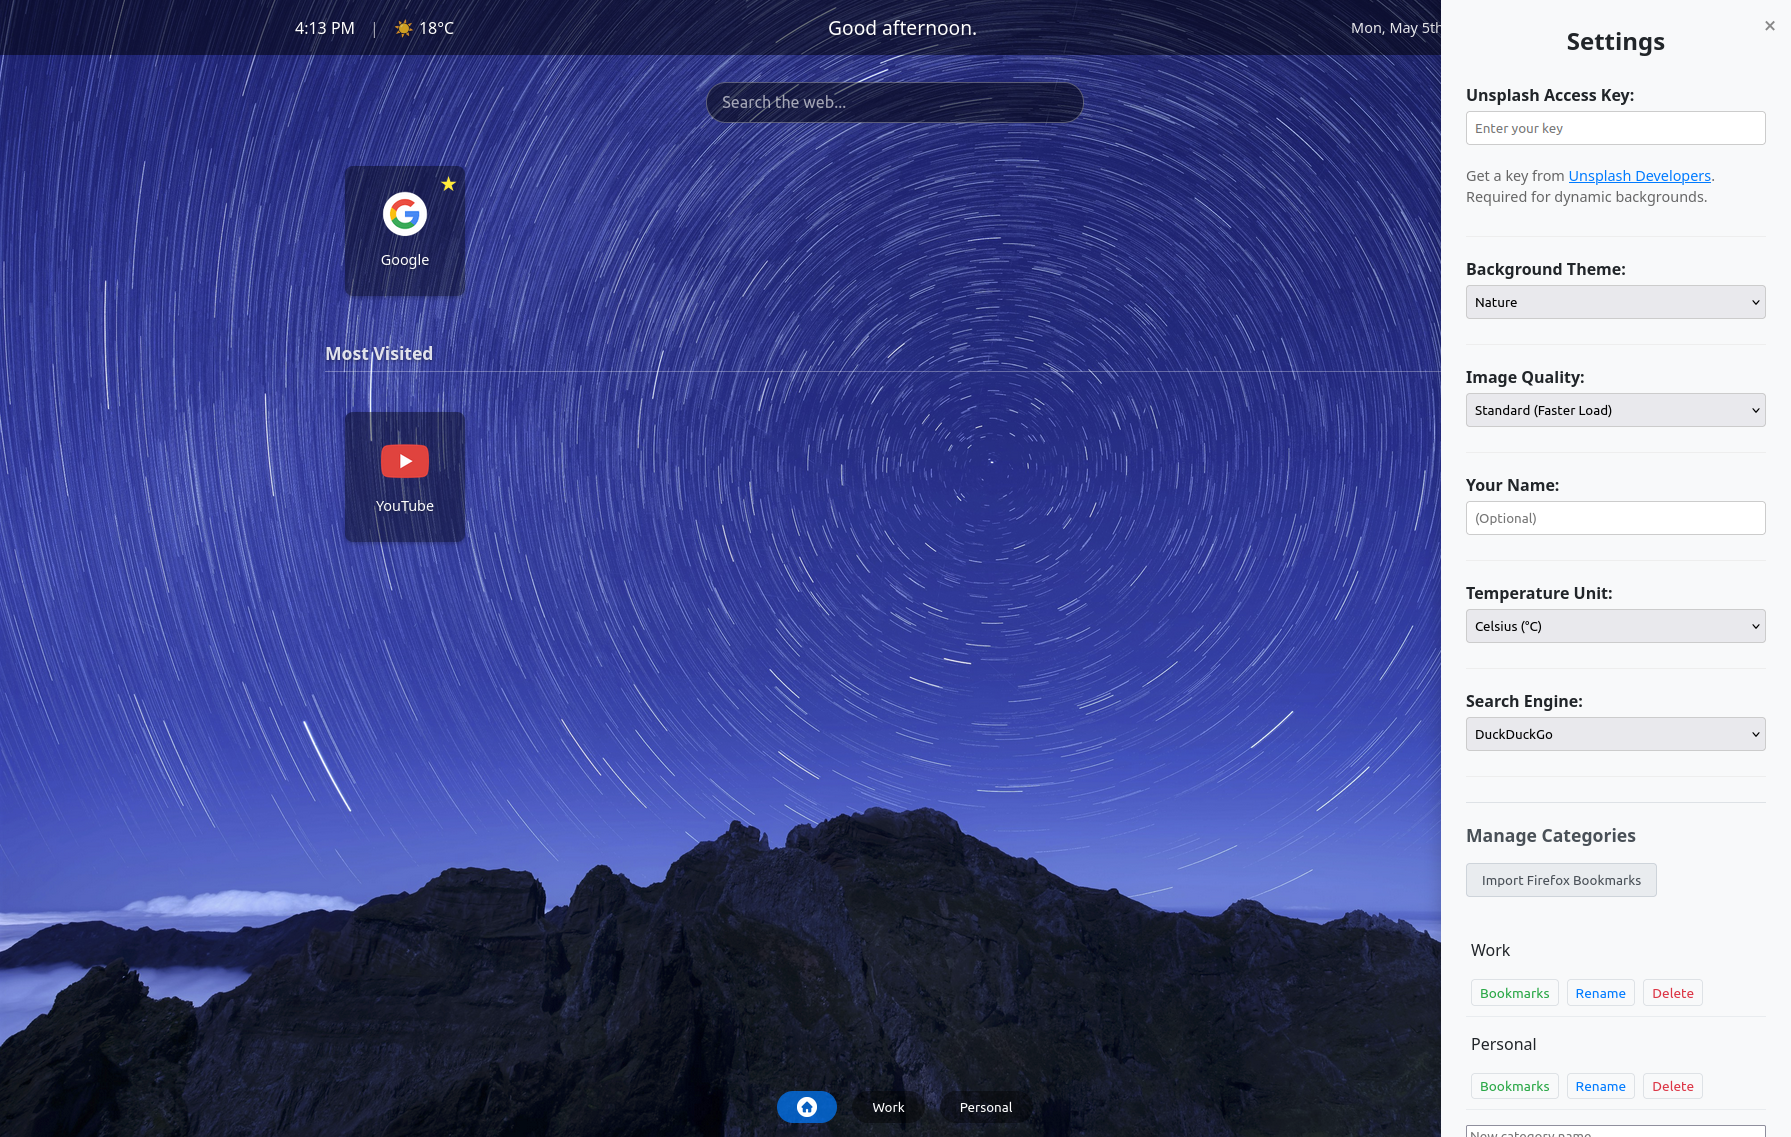 4:13 PM | 18°C
Good afternoon.
Mon, May 5th
Search the web...
Google
Most Visited
YouTube
Work
Personal
Settings
×
Unsplash Access Key:
Enter your key
Get a key from Unsplash Developers.
Required for dynamic backgrounds.
Background Theme:
Nature
Image Quality:
Standard (Faster Load)
Your Name:
(Optional)
Temperature Unit:
Celsius (°C)
Search Engine:
DuckDuckGo
Manage Categories
Import Firefox Bookmarks
Work
Bookmarks Rename Delete
Personal
Bookmarks Rename Delete
New category name